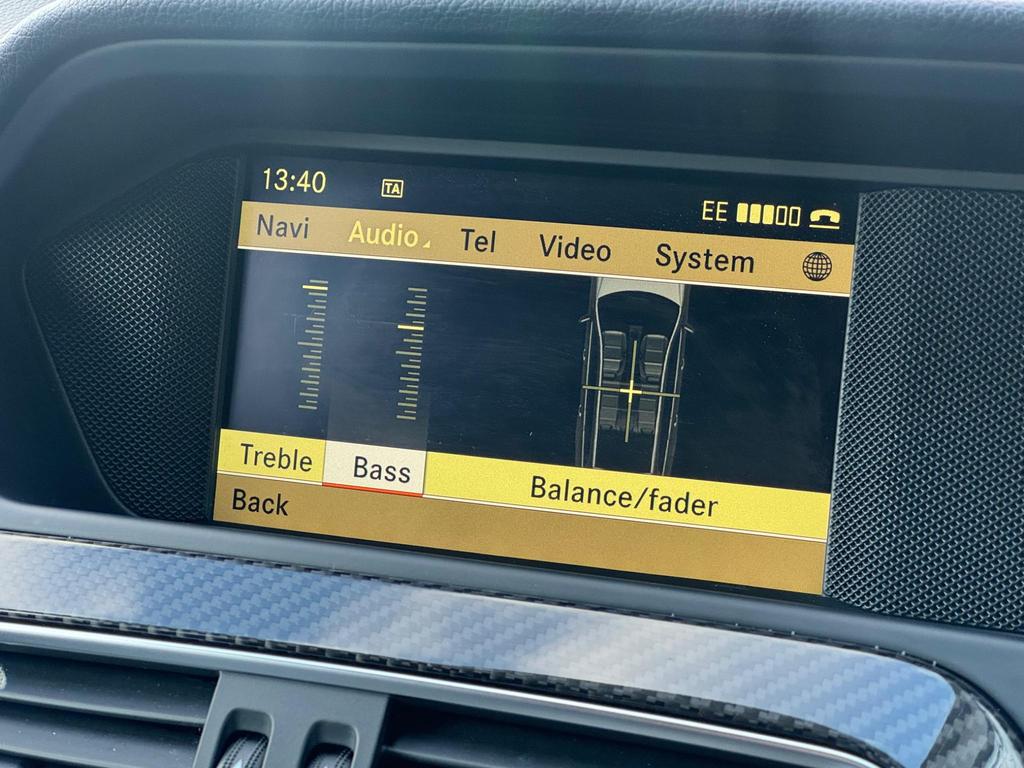 13:40 TA EE
Navi Audio Tel Video System
Treble Bass Balance/fader
Back